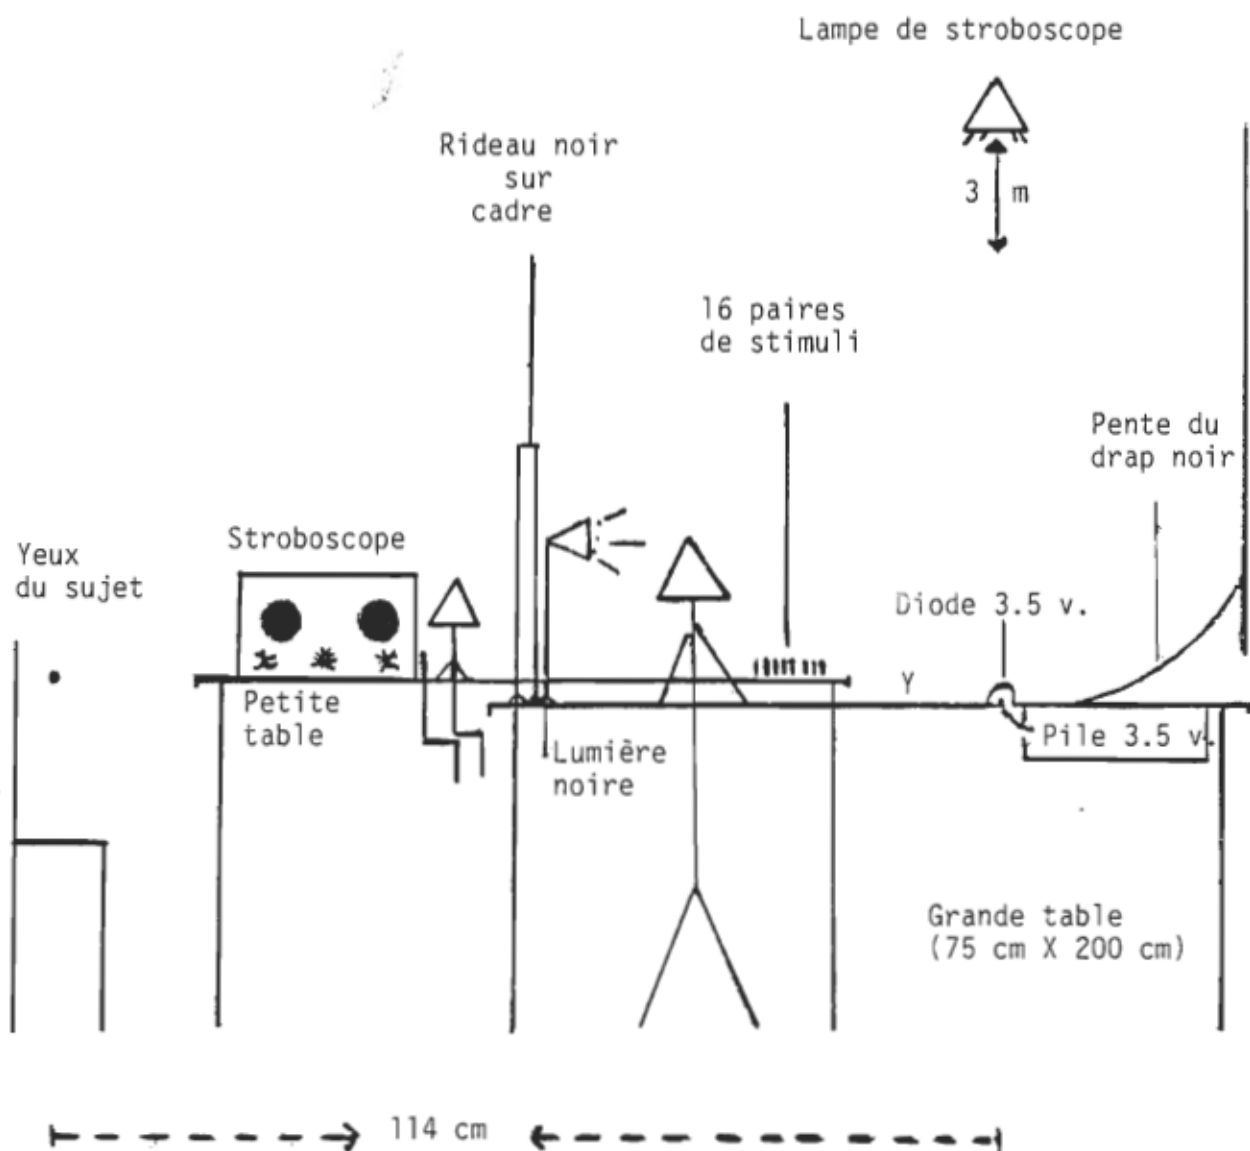 Lampe de stroboscope
Rideau noir
sur
cadre
3 m
16 paires
de stimuli
Pente du
drap noir
Stroboscope
Yeux
du sujet
Diode 3.5 v.
Petite
table
Y
Pile 3.5 v.
Lumière
noire
Grande table
(75 cm X 200 cm)
114 cm